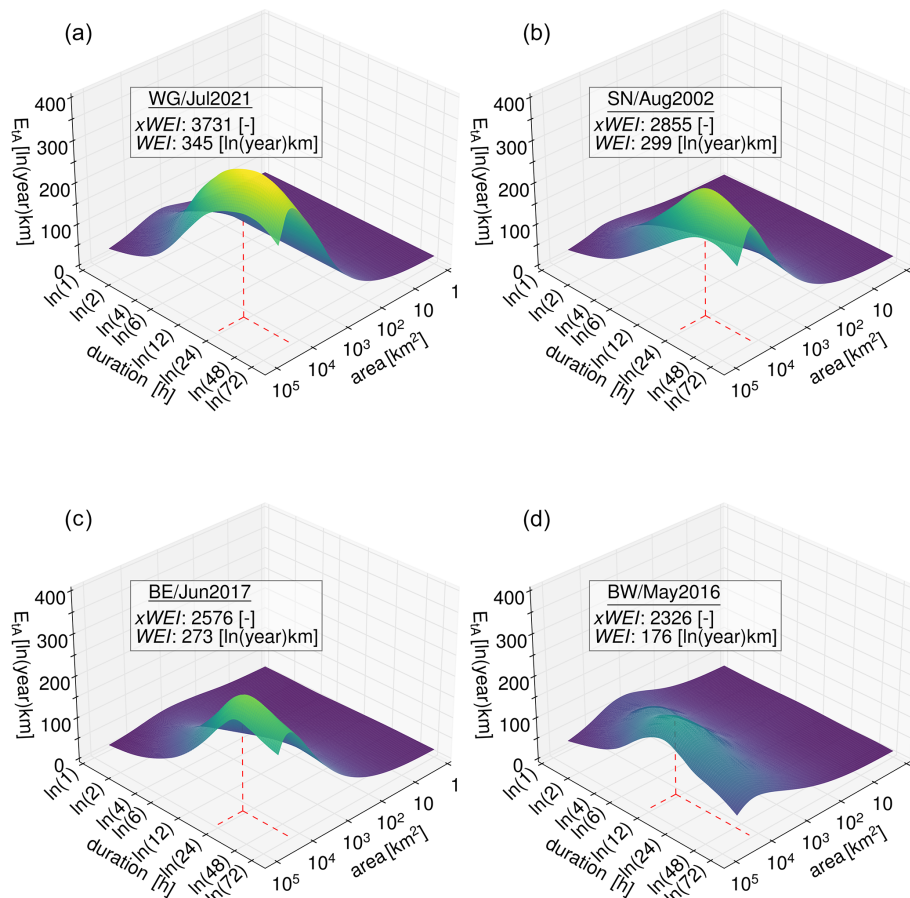 (a)
WG/Jul2021
xWEI: 3731 [-]
WEI: 345 [ln(year)km]
E_tA [ln(year)km]
400
300
200
100
0
ln(1)
ln(2)
ln(4)
ln(6)
ln(12)
ln(24)
ln(48)
ln(72)
duration [h]
10⁵
10⁴
10³
10²
10
1
area [km²]
(b)
SN/Aug2002
xWEI: 2855 [-]
WEI: 299 [ln(year)km]
E_tA [ln(year)km]
400
300
200
100
0
ln(1)
ln(2)
ln(4)
ln(6)
ln(12)
ln(24)
ln(48)
ln(72)
duration [h]
10⁵
10⁴
10³
10²
10
area [km²]
(c)
BE/Jun2017
xWEI: 2576 [-]
WEI: 273 [ln(year)km]
E_tA [ln(year)km]
400
300
200
100
0
ln(1)
ln(2)
ln(4)
ln(6)
ln(12)
ln(24)
ln(48)
ln(72)
duration [h]
10⁵
10⁴
10³
10²
10
1
area [km²]
(d)
BW/May2016
xWEI: 2326 [-]
WEI: 176 [ln(year)km]
E_tA [ln(year)km]
400
300
200
100
0
ln(1)
ln(2)
ln(4)
ln(6)
ln(12)
ln(24)
ln(48)
ln(72)
duration [h]
10⁵
10⁴
10³
10²
10
area [km²]